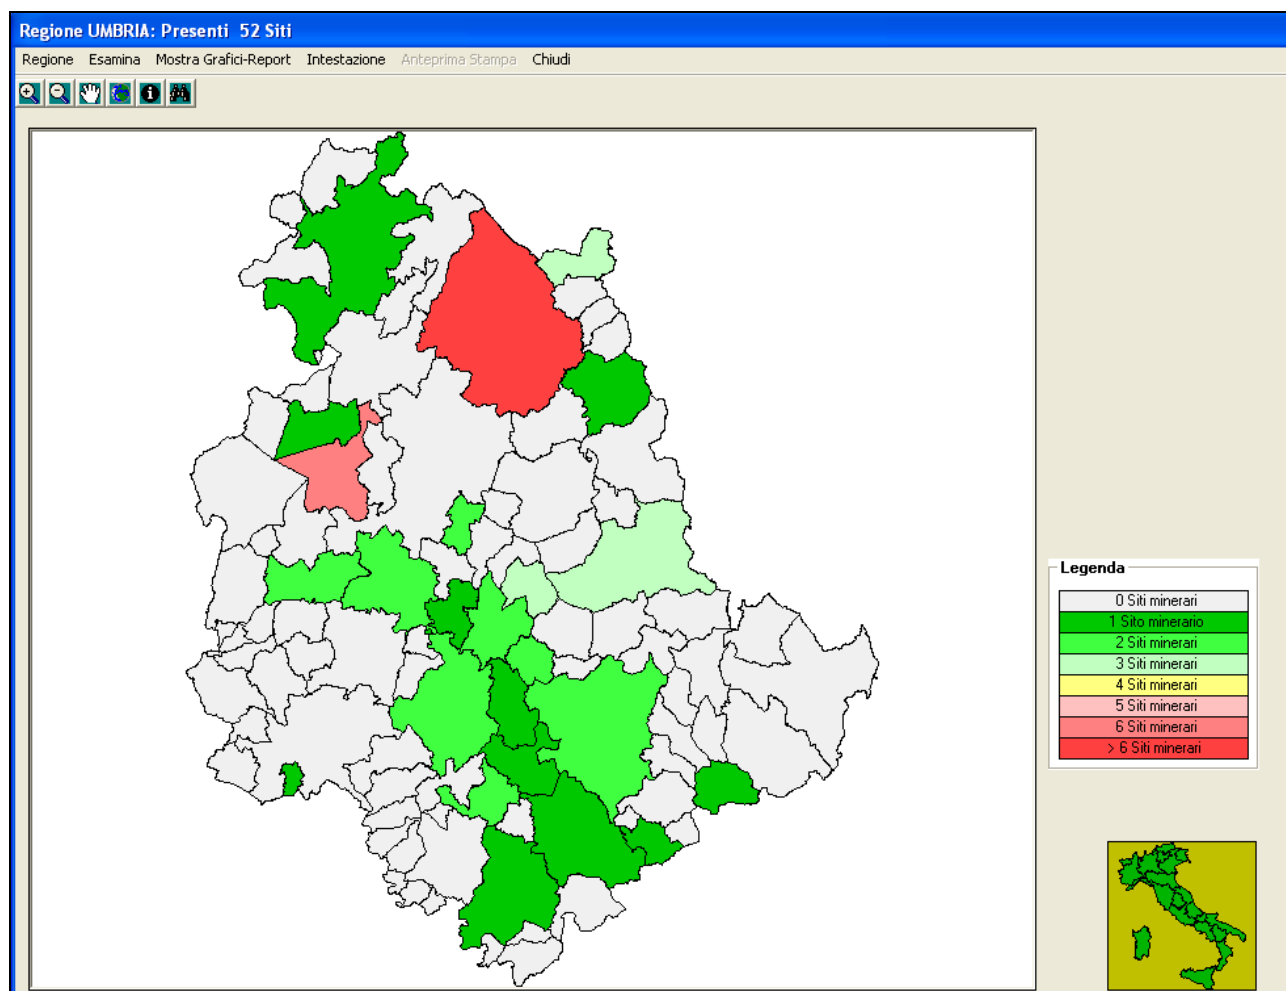 Regione UMBRIA: Presenti 52 Siti
Regione Esamina Mostra Grafici-Report Intestazione Anteprima Stampa Chiudi
Legenda
0 Siti minerari
1 Sito minerario
2 Siti minerari
3 Siti minerari
4 Siti minerari
5 Siti minerari
6 Siti minerari
> 6 Siti minerari